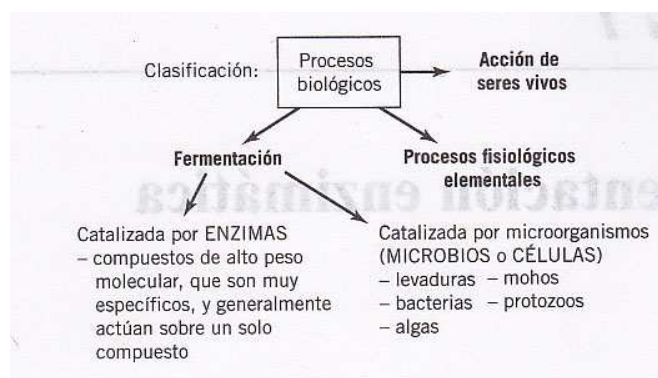 Clasificación:
Procesos
biológicos
Acción de
seres vivos
Fermentación
Procesos fisiológicos
elementales
Catalizada por ENZIMAS
– compuestos de alto peso
molecular, que son muy
específicos, y generalmente
actúan sobre un solo
compuesto
Catalizada por microorganismos
(MICROBIOS o CÉLULAS)
– levaduras – mohos
– bacterias – protozoos
– algas